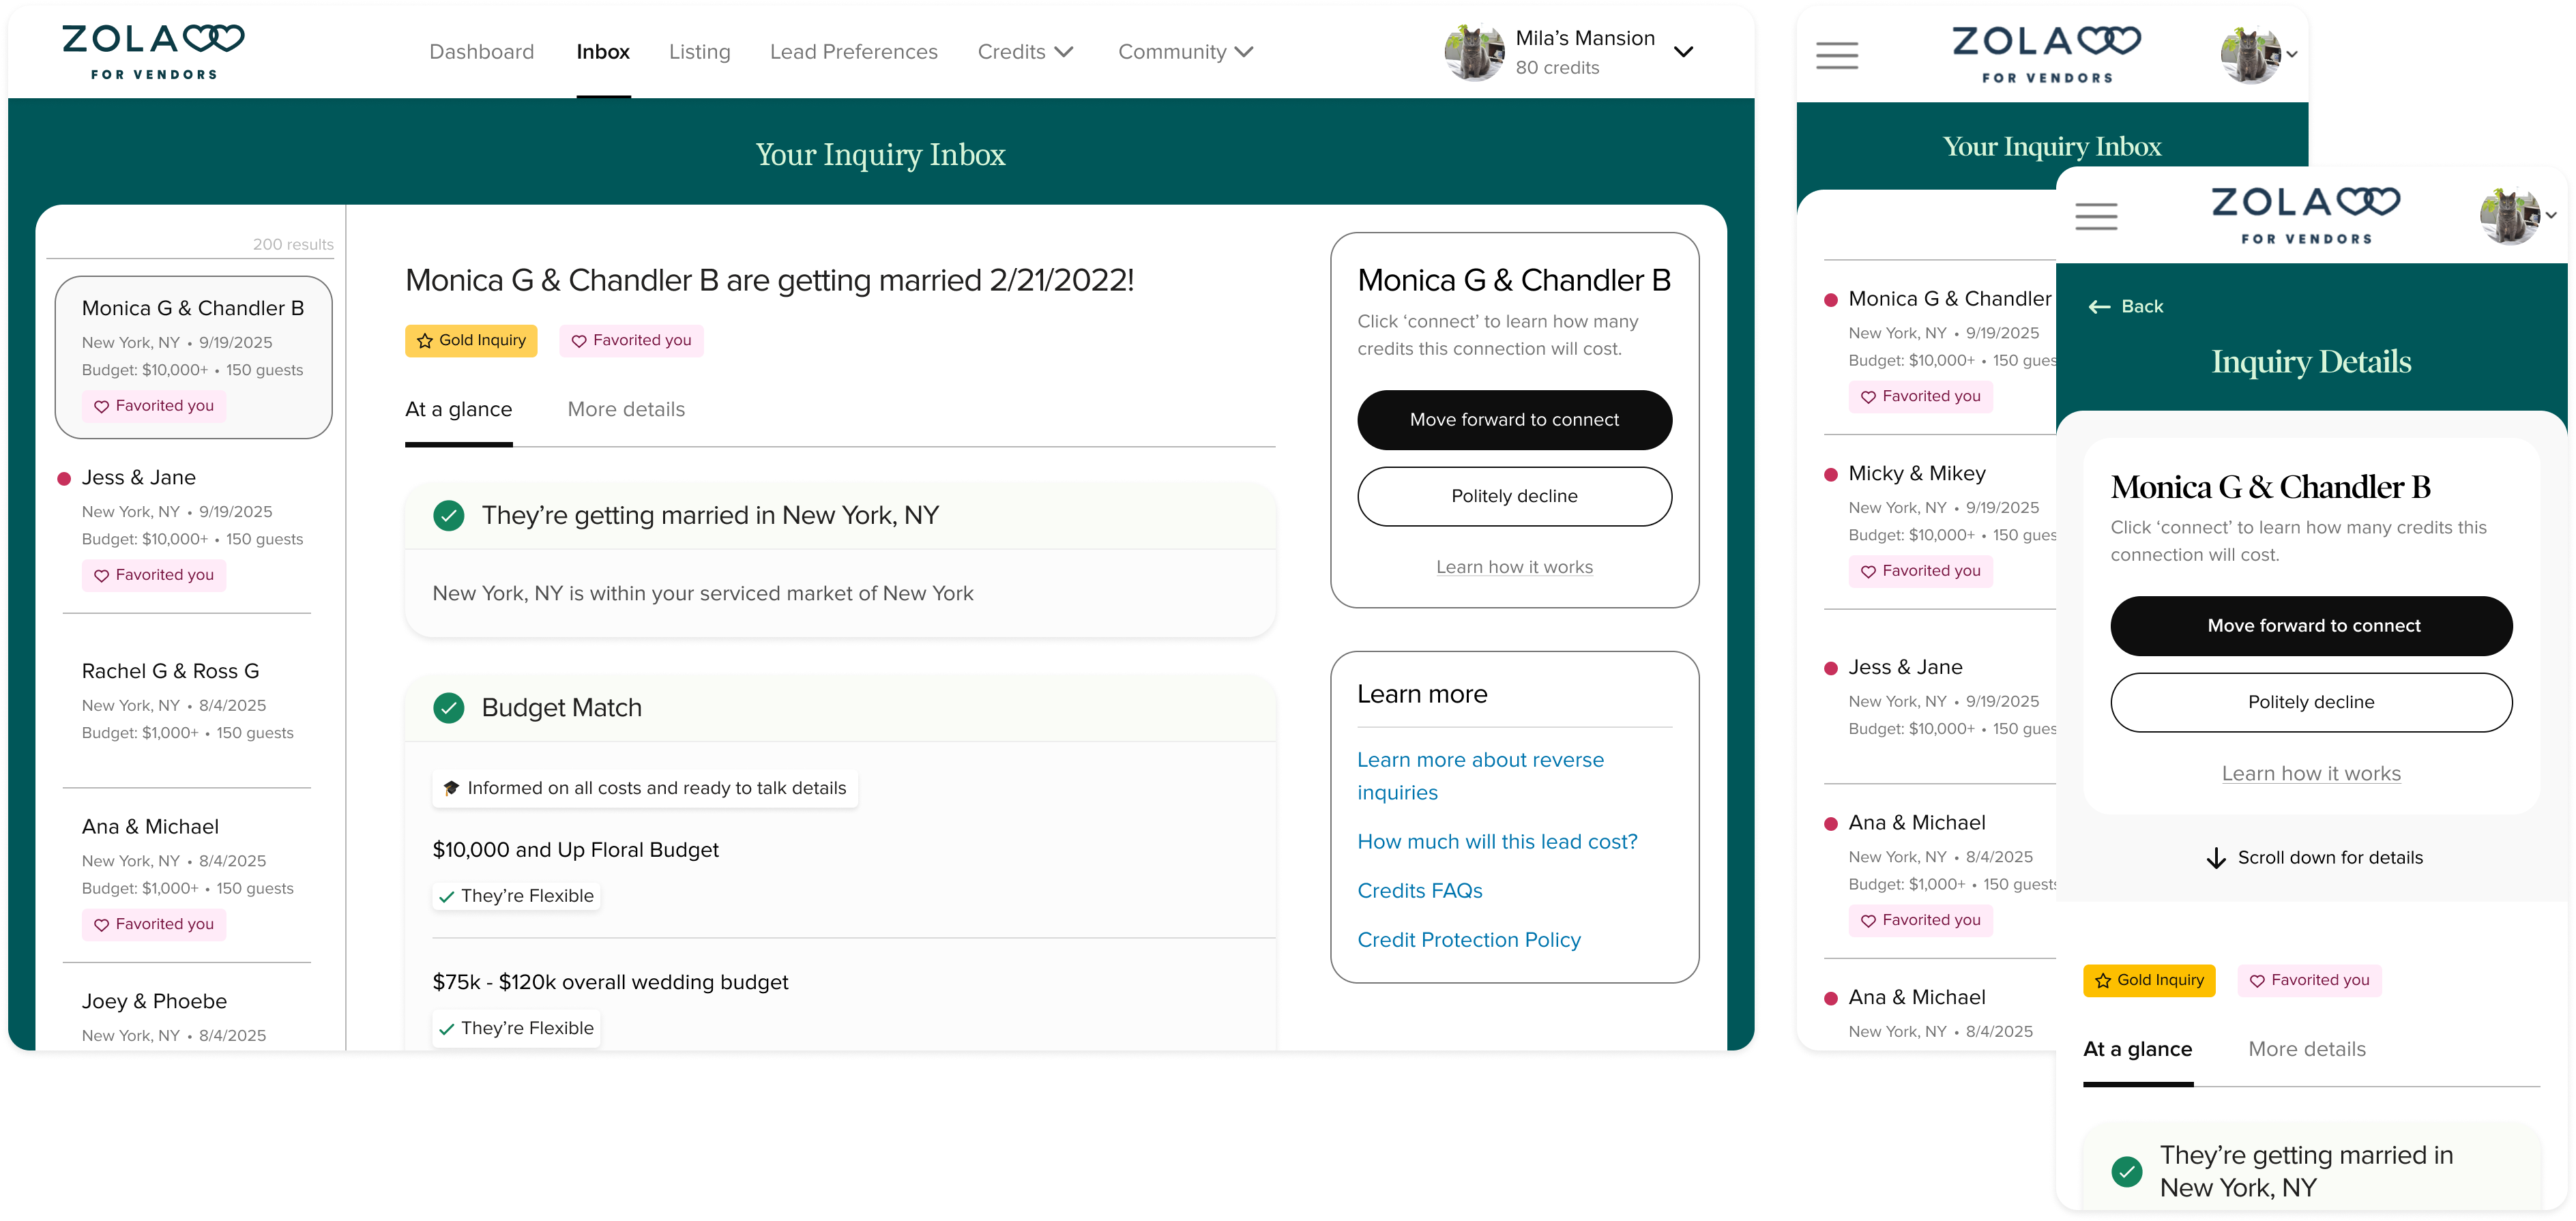 ZOLA
FOR VENDORS
Dashboard
Inbox
Listing
Lead Preferences
Credits
Community
Mila’s Mansion
80 credits
Your Inquiry Inbox
200 results
Monica G & Chandler B
New York, NY • 9/19/2025
Budget: $10,000+ • 150 guests
Favorited you
Jess & Jane
New York, NY • 9/19/2025
Budget: $10,000+ • 150 guests
Favorited you
Rachel G & Ross G
New York, NY • 8/4/2025
Budget: $1,000+ • 150 guests
Ana & Michael
New York, NY • 8/4/2025
Budget: $1,000+ • 150 guests
Favorited you
Joey & Phoebe
New York, NY • 8/4/2025
Monica G & Chandler B are getting married 2/21/2022!
Gold Inquiry
Favorited you
At a glance
More details
They’re getting married in New York, NY
New York, NY is within your serviced market of New York
Budget Match
Informed on all costs and ready to talk details
$10,000 and Up Floral Budget
They’re Flexible
$75k - $120k overall wedding budget
They’re Flexible
Monica G & Chandler B
Click ‘connect’ to learn how many
credits this connection will cost.
Move forward to connect
Politely decline
Learn how it works
Learn more
Learn more about reverse
inquiries
How much will this lead cost?
Credits FAQs
Credit Protection Policy
ZOLA
FOR VENDORS
Your Inquiry Inbox
Monica G & Chandler
New York, NY • 9/19/2025
Budget: $10,000+ • 150 gues
Favorited you
Micky & Mikey
New York, NY • 9/19/2025
Budget: $10,000+ • 150 gues
Favorited you
Jess & Jane
New York, NY • 9/19/2025
Budget: $10,000+ • 150 gues
Ana & Michael
New York, NY • 8/4/2025
Budget: $1,000+ • 150 guests
Favorited you
Ana & Michael
New York, NY • 8/4/2025
ZOLA
FOR VENDORS
Back
Inquiry Details
Monica G & Chandler B
Click ‘connect’ to learn how many credits this
connection will cost.
Move forward to connect
Politely decline
Learn how it works
Scroll down for details
Gold Inquiry
Favorited you
At a glance
More details
They’re getting married in
New York, NY